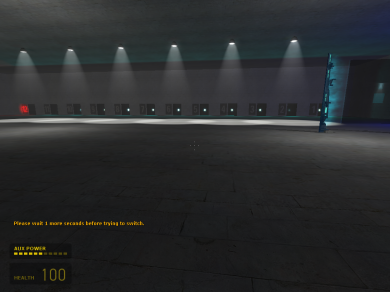 Please wait 1 more seconds before trying to switch.
AUX POWER
HEALTH 100